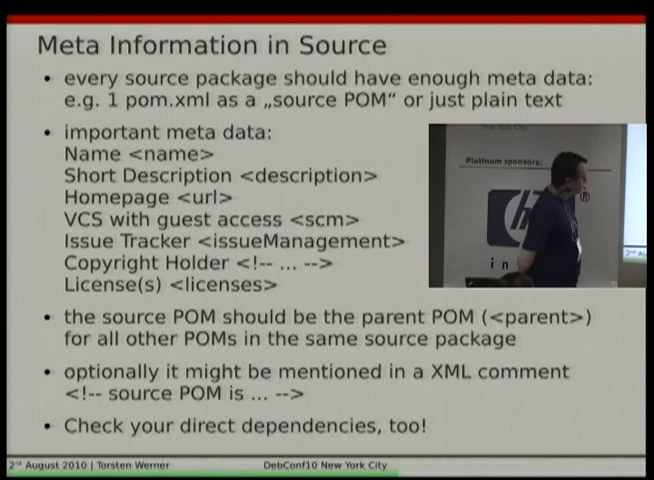 Meta Information in Source
• every source package should have enough meta data:
e.g. 1 pom.xml as a „source POM“ or just plain text
• important meta data:
Name <name>
Short Description <description>
Homepage <url>
VCS with guest access <scm>
Issue Tracker <issueManagement>
Copyright Holder <!-- ... -->
License(s) <licenses>
New York City
Platinum sponsors:
hp®
i n
2nd Au
• the source POM should be the parent POM (<parent>)
for all other POMs in the same source package
• optionally it might be mentioned in a XML comment
<!-- source POM is ... -->
• Check your direct dependencies, too!
2nd August 2010 | Torsten Werner DebConf10 New York City